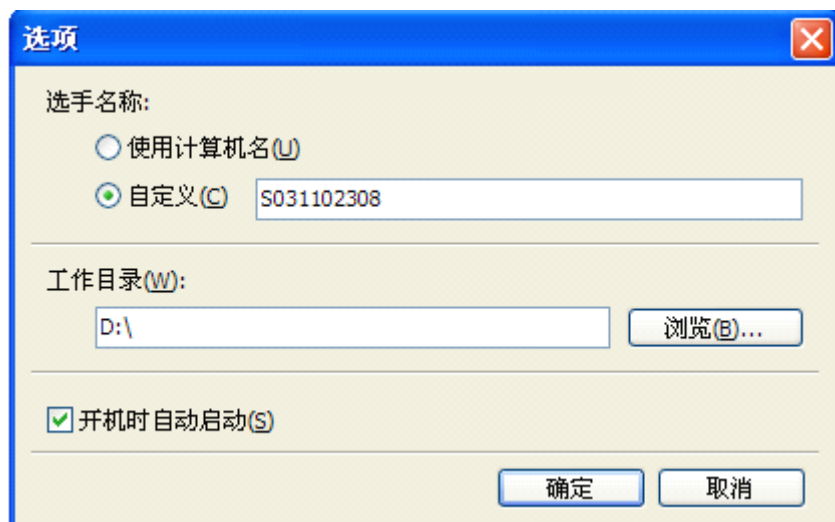 选项
选手名称:
使用计算机名(U)
自定义(C) S031102308
工作目录(W):
D:\ 浏览(B)...
开机时自动启动(S)
确定 取消